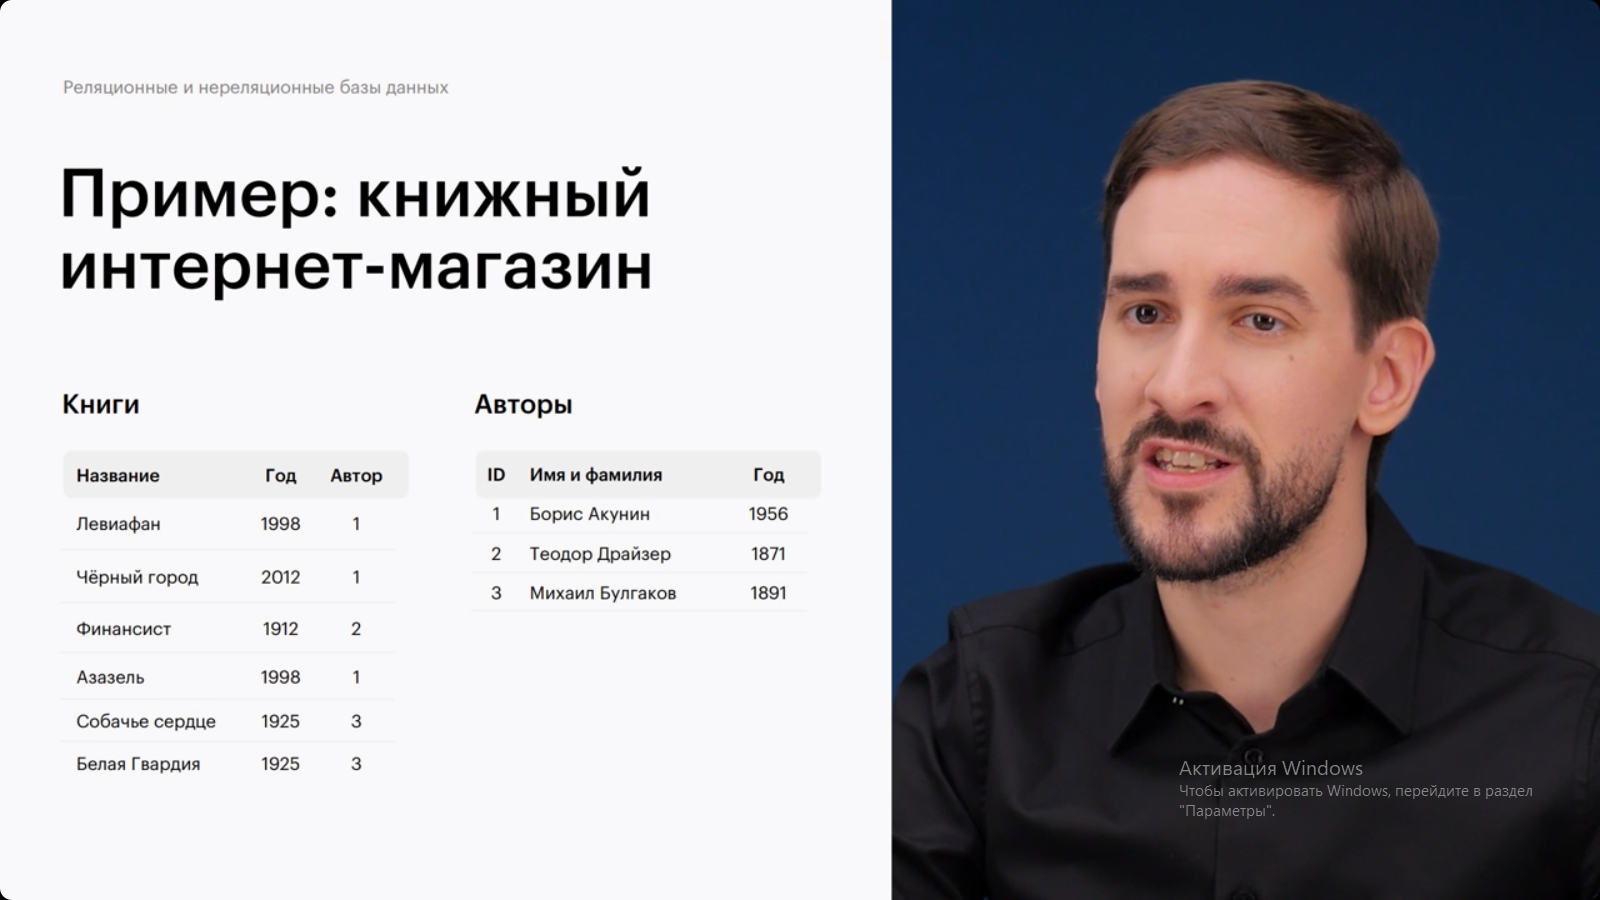 Реляционные и нереляционные базы данных
Пример: книжный
интернет-магазин
Книги
Название Год Автор
Левиафан 1998 1
Чёрный город 2012 1
Финансист 1912 2
Азазель 1998 1
Собачье сердце 1925 3
Белая Гвардия 1925 3
Авторы
ID Имя и фамилия Год
1 Борис Акунин 1956
2 Теодор Драйзер 1871
3 Михаил Булгаков 1891
Активация Windows
Чтобы активировать Windows, перейдите в раздел
"Параметры".